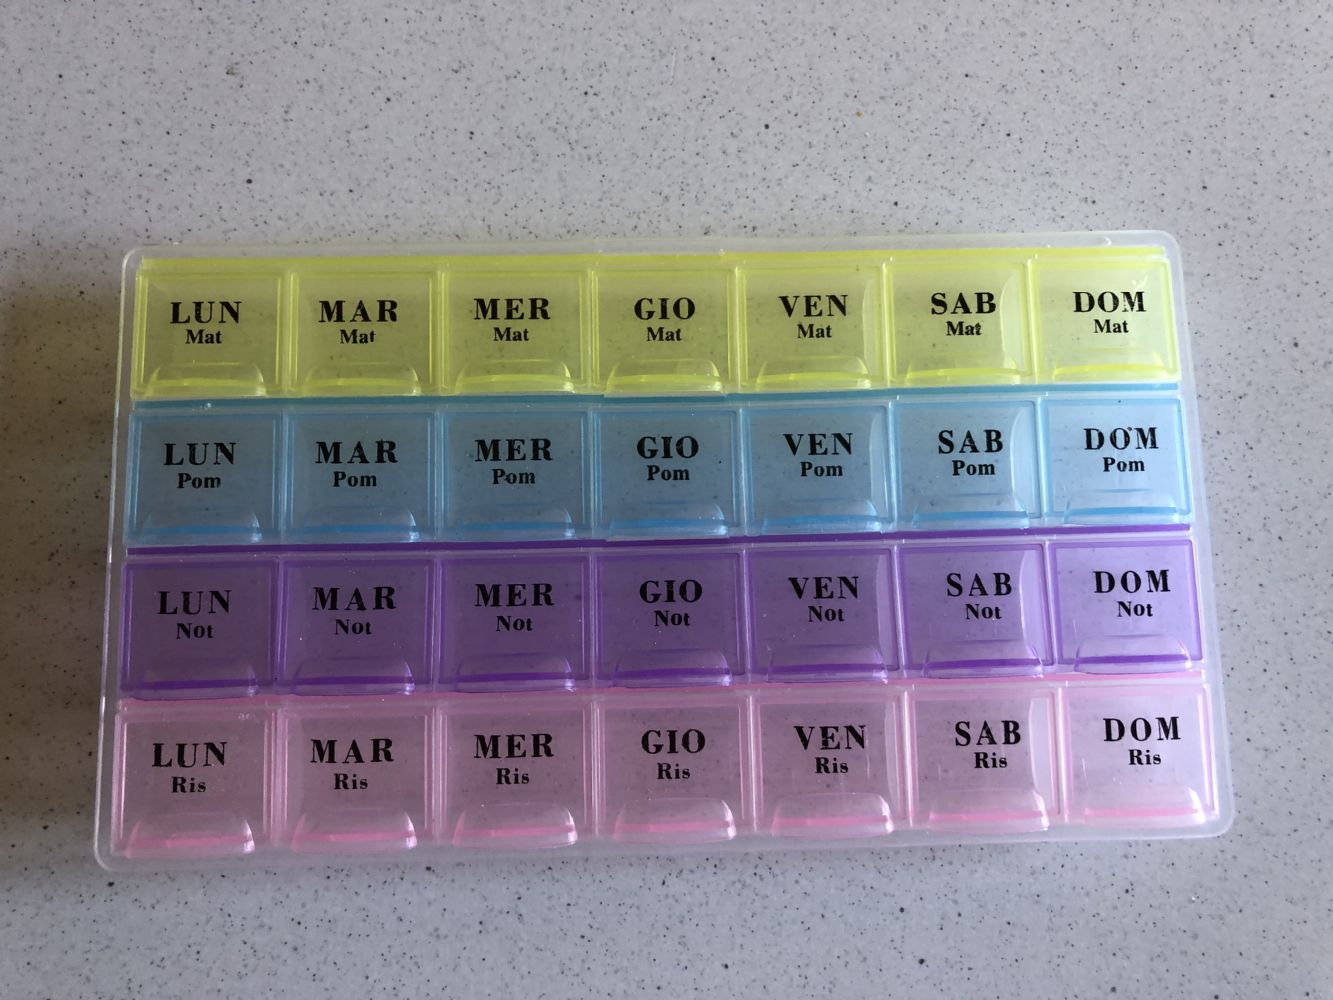 LUN MAR MER GIO VEN SAB DOM
Mat Mat Mat Mat Mat Mat Mat
LUN MAR MER GIO VEN SAB DOM
Pom Pom Pom Pom Pom Pom Pom
LUN MAR MER GIO VEN SAB DOM
Not Not Not Not Not Not Not
LUN MAR MER GIO VEN SAB DOM
Ris Ris Ris Ris Ris Ris Ris